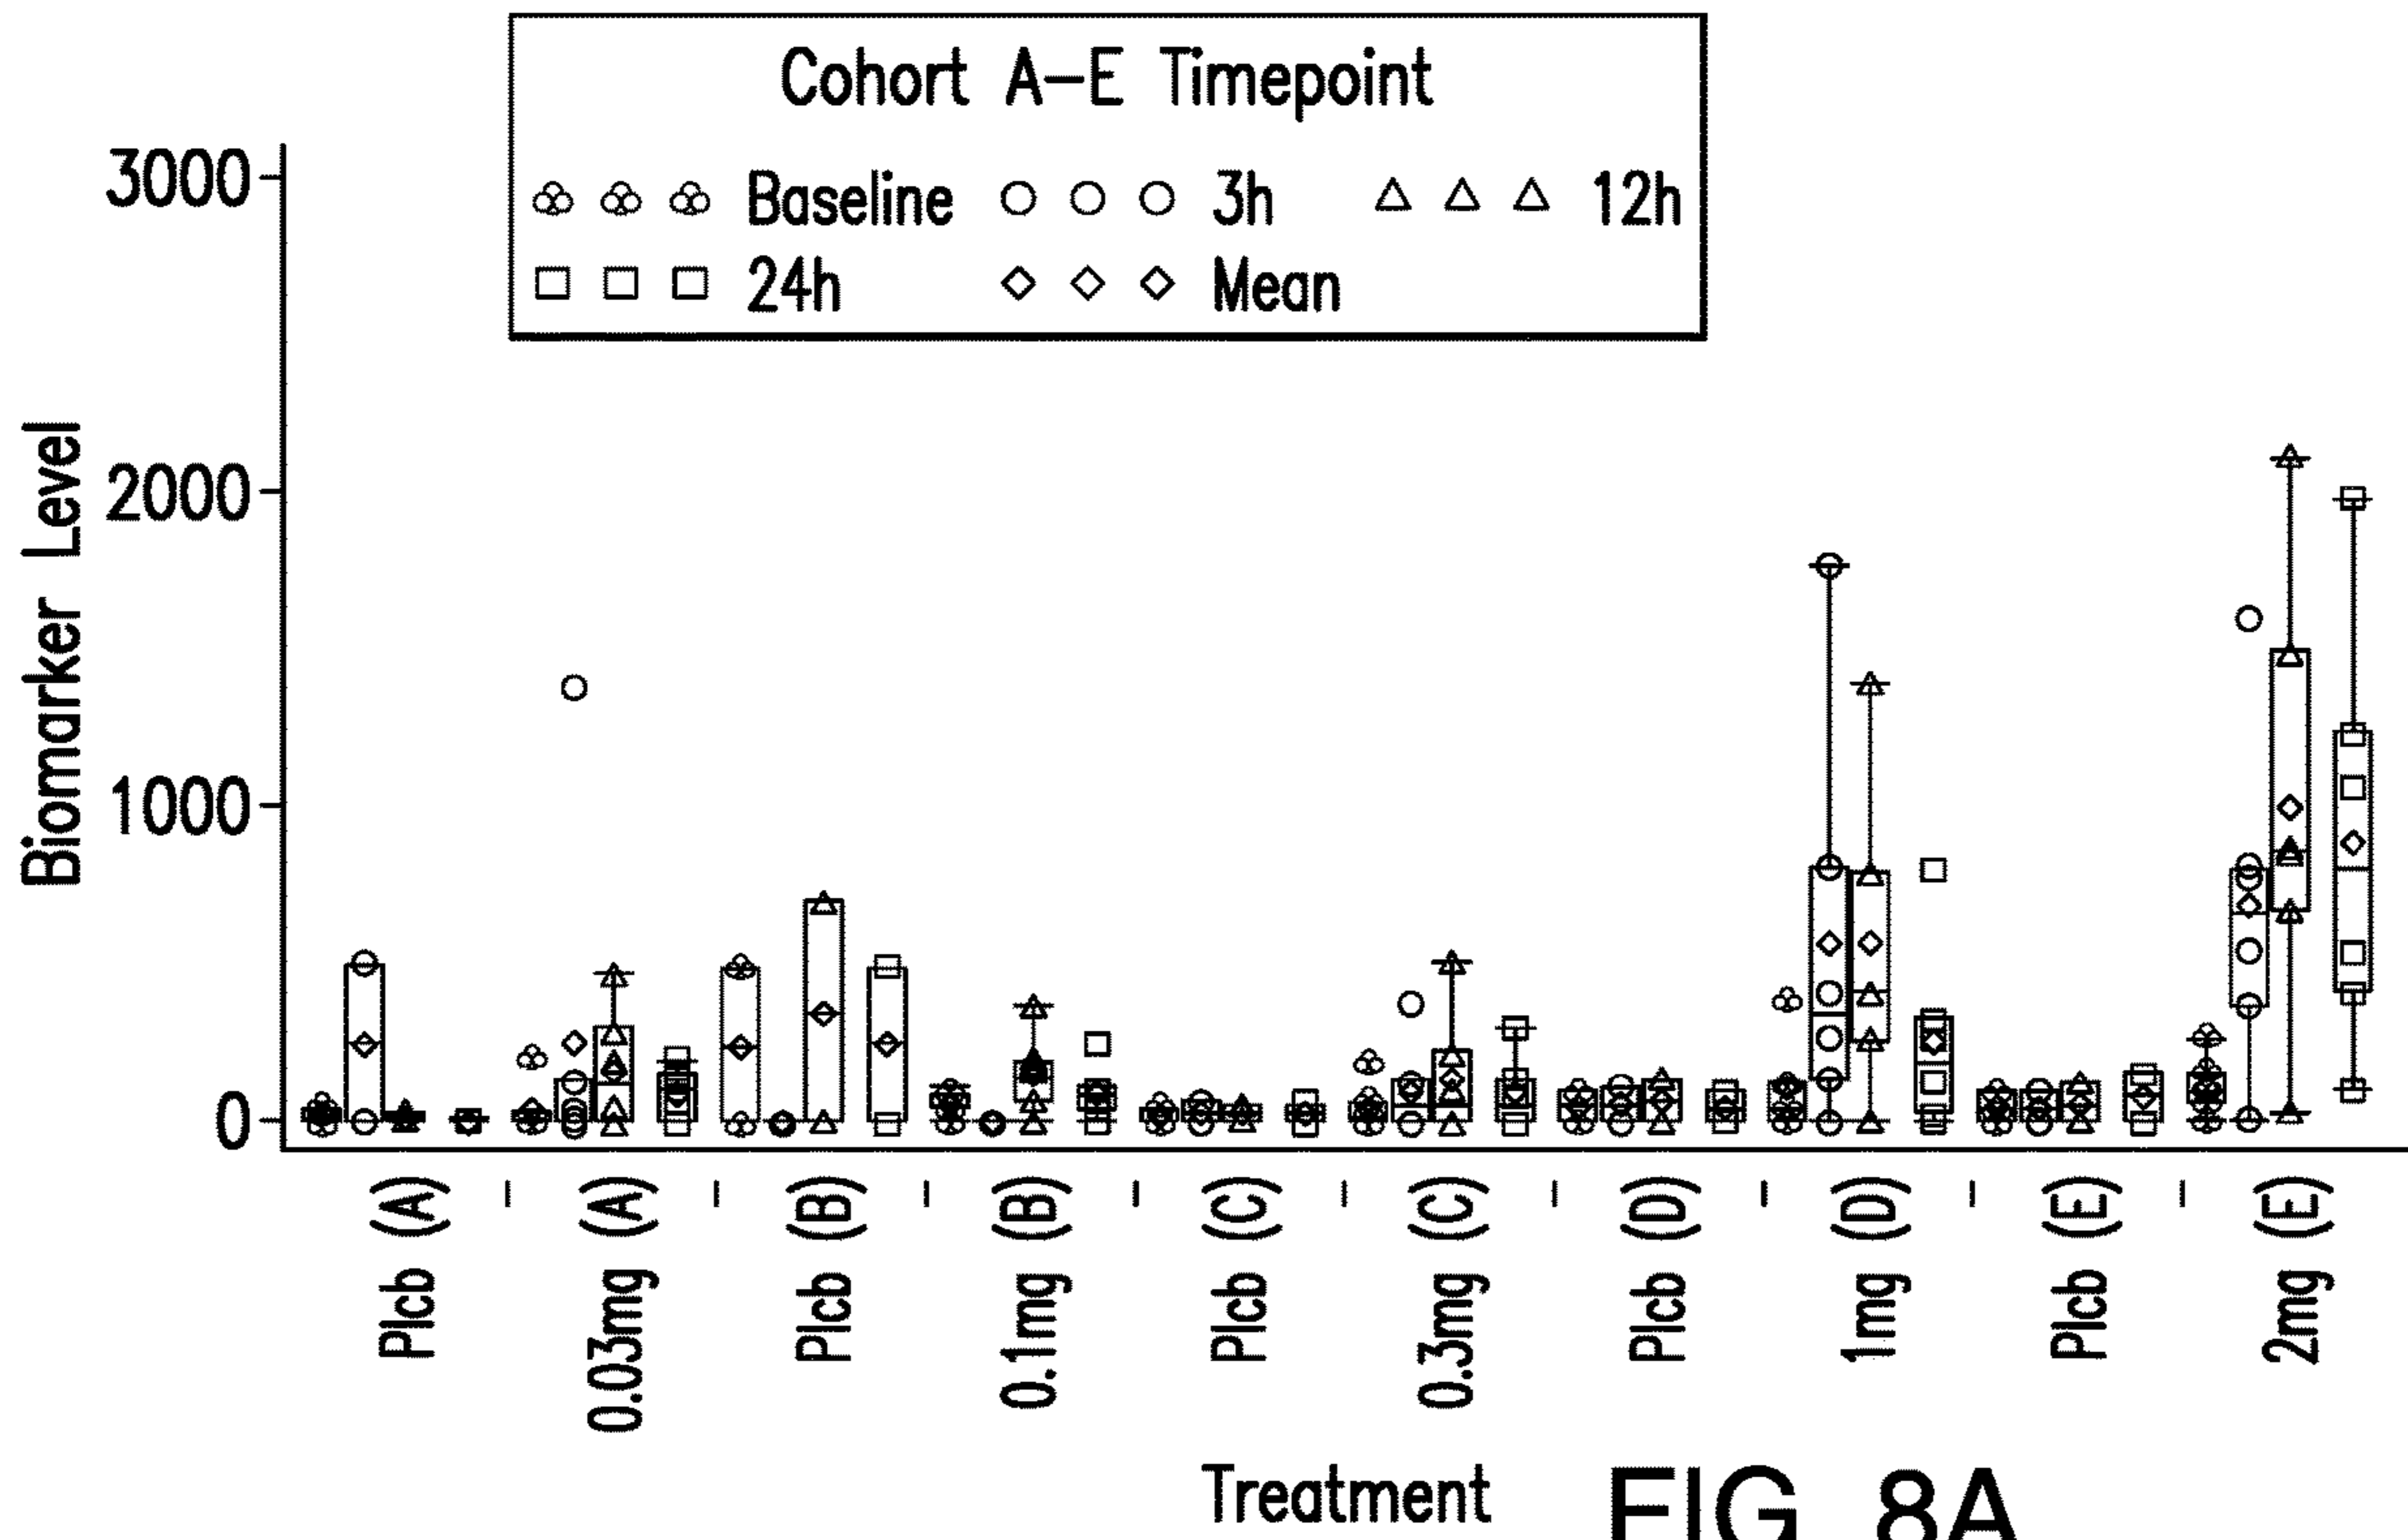 Cohort A–E Timepoint
Baseline 3h 12h
24h Mean
Biomarker Level
3000
2000
1000
0
Plcb (A)
0.03mg (A)
Plcb (B)
0.1mg (B)
Plcb (C)
0.3mg (C)
Plcb (D)
1mg (D)
Plcb (E)
2mg (E)
Treatment
FIG. 8A